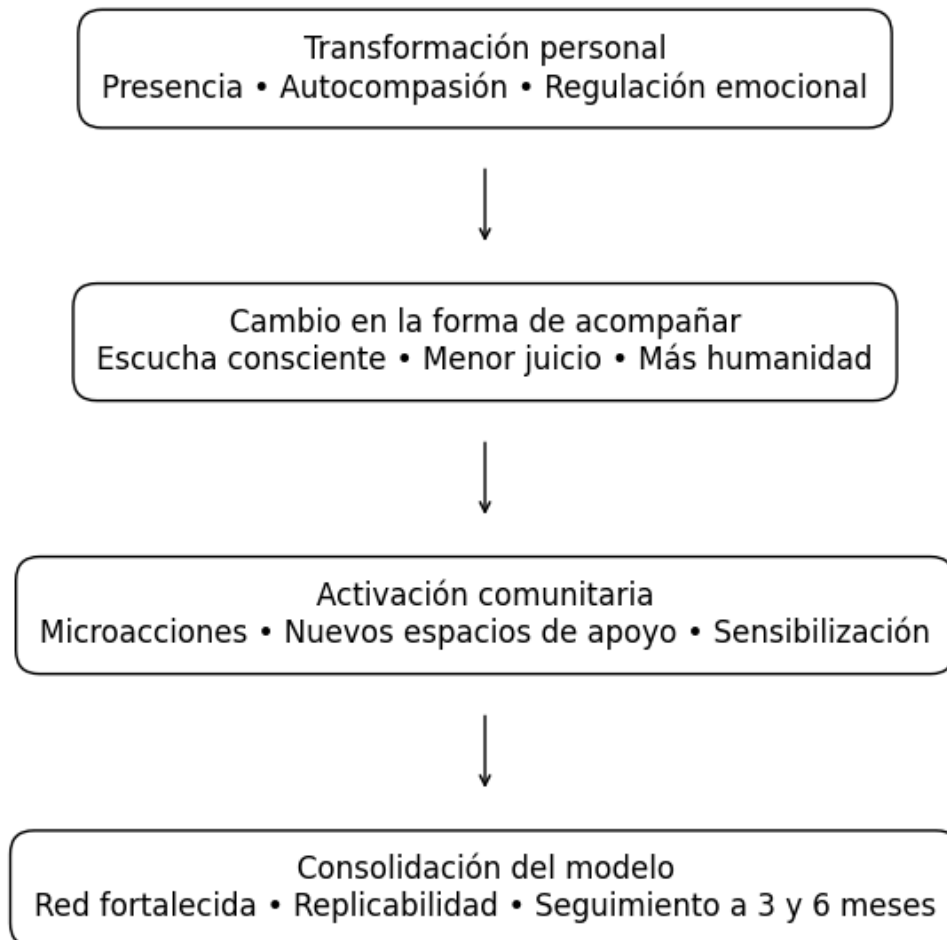 Transformación personal
Presencia • Autocompasión • Regulación emocional
Cambio en la forma de acompañar
Escucha consciente • Menor juicio • Más humanidad
Activación comunitaria
Microacciones • Nuevos espacios de apoyo • Sensibilización
Consolidación del modelo
Red fortalecida • Replicabilidad • Seguimiento a 3 y 6 meses